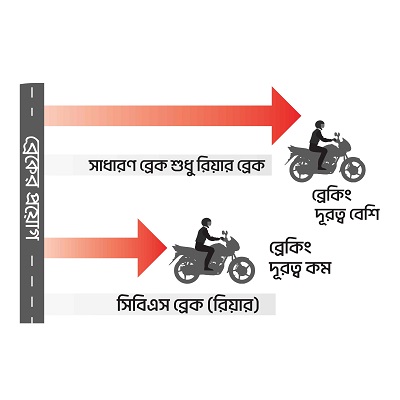 ব্রেকের প্রয়োগ
সাধারণ ব্রেক শুধু রিয়ার ব্রেক
ব্রেকিং
দূরত্ব বেশি
ব্রেকিং
দূরত্ব কম
সিবিএস ব্রেক (রিয়ার)